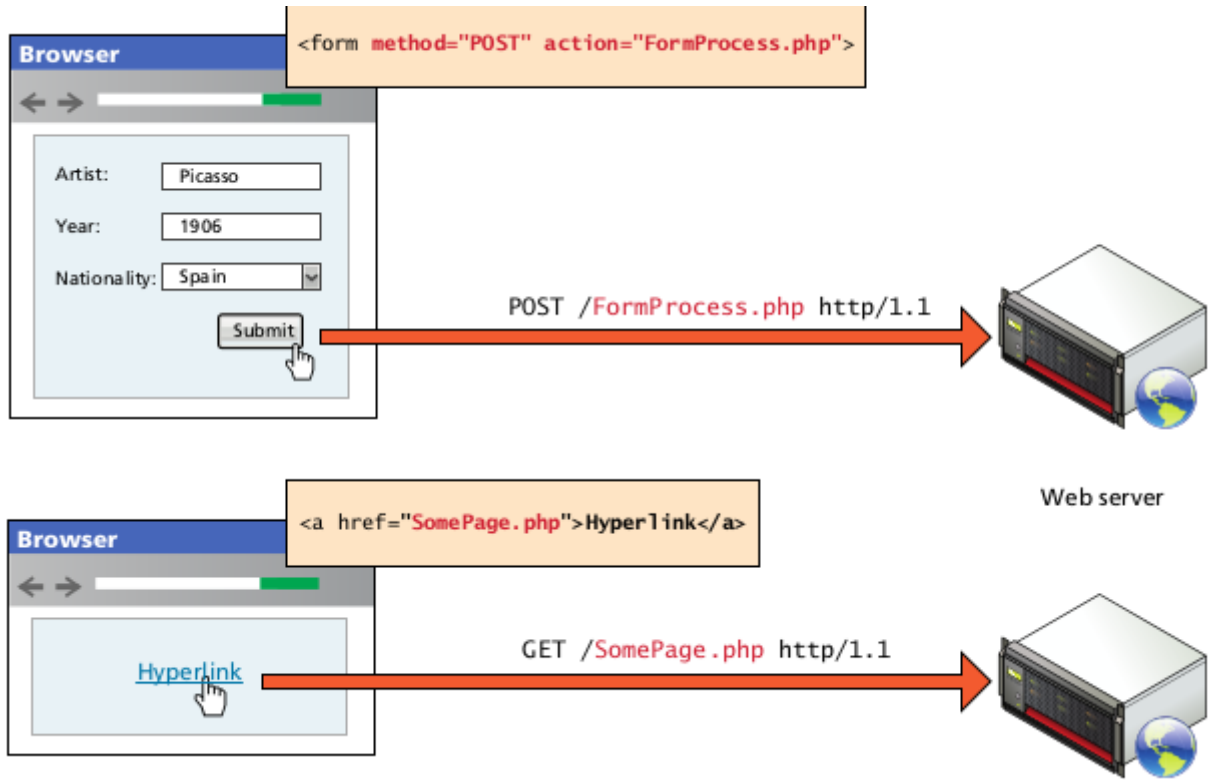 <form method="POST" action="FormProcess.php">
Browser
Artist: Picasso
Year: 1906
Nationality: Spain
Submit
POST /FormProcess.php http/1.1
Web server
<a href="SomePage.php">Hyperlink</a>
Browser
GET /SomePage.php http/1.1
Hyperlink